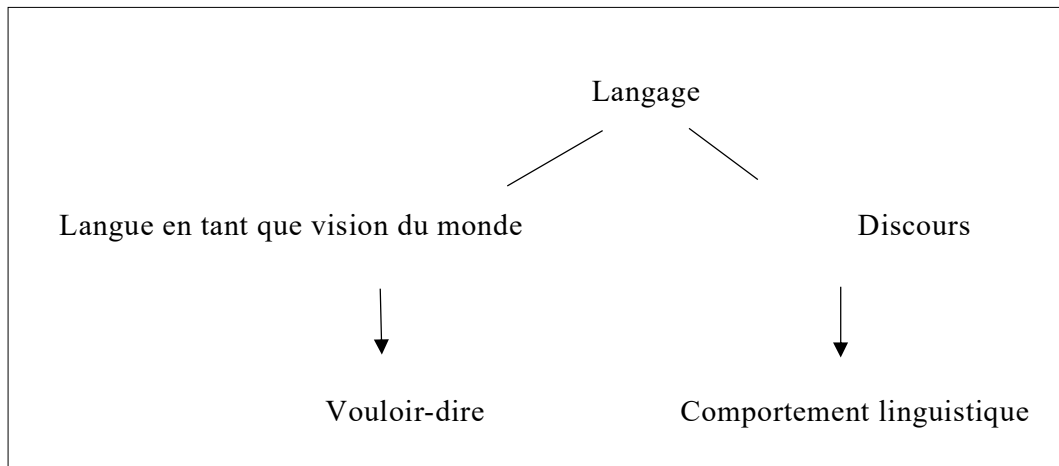 Langage
Langue en tant que vision du monde
Discours
Vouloir-dire
Comportement linguistique